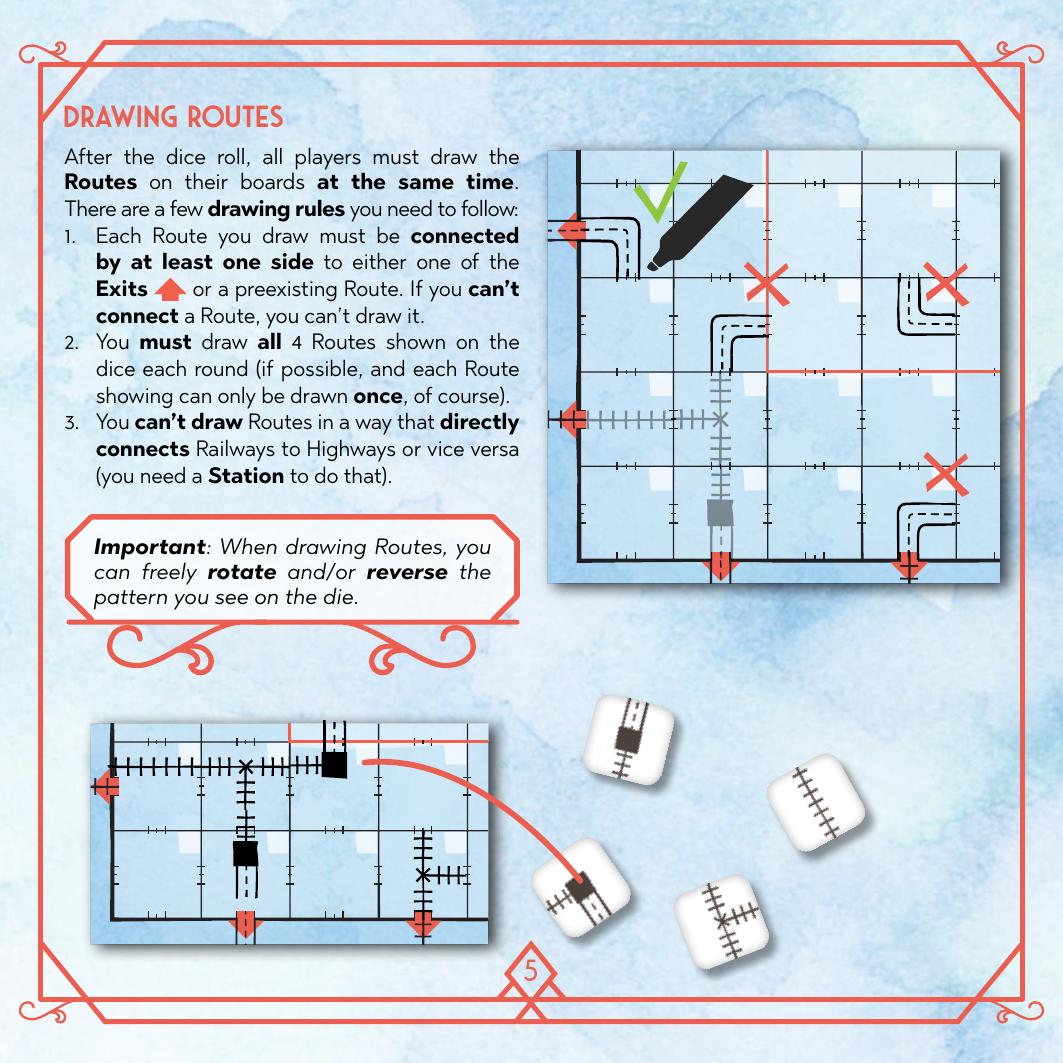 DRAWING ROUTES
After the dice roll, all players must draw the
Routes on their boards at the same time.
There are a few drawing rules you need to follow:
1. Each Route you draw must be connected
by at least one side to either one of the
Exits or a preexisting Route. If you can't
connect a Route, you can't draw it.
2. You must draw all 4 Routes shown on the
dice each round (if possible, and each Route
showing can only be drawn once, of course).
3. You can't draw Routes in a way that directly
connects Railways to Highways or vice versa
(you need a Station to do that).
Important: When drawing Routes, you
can freely rotate and/or reverse the
pattern you see on the die.
5